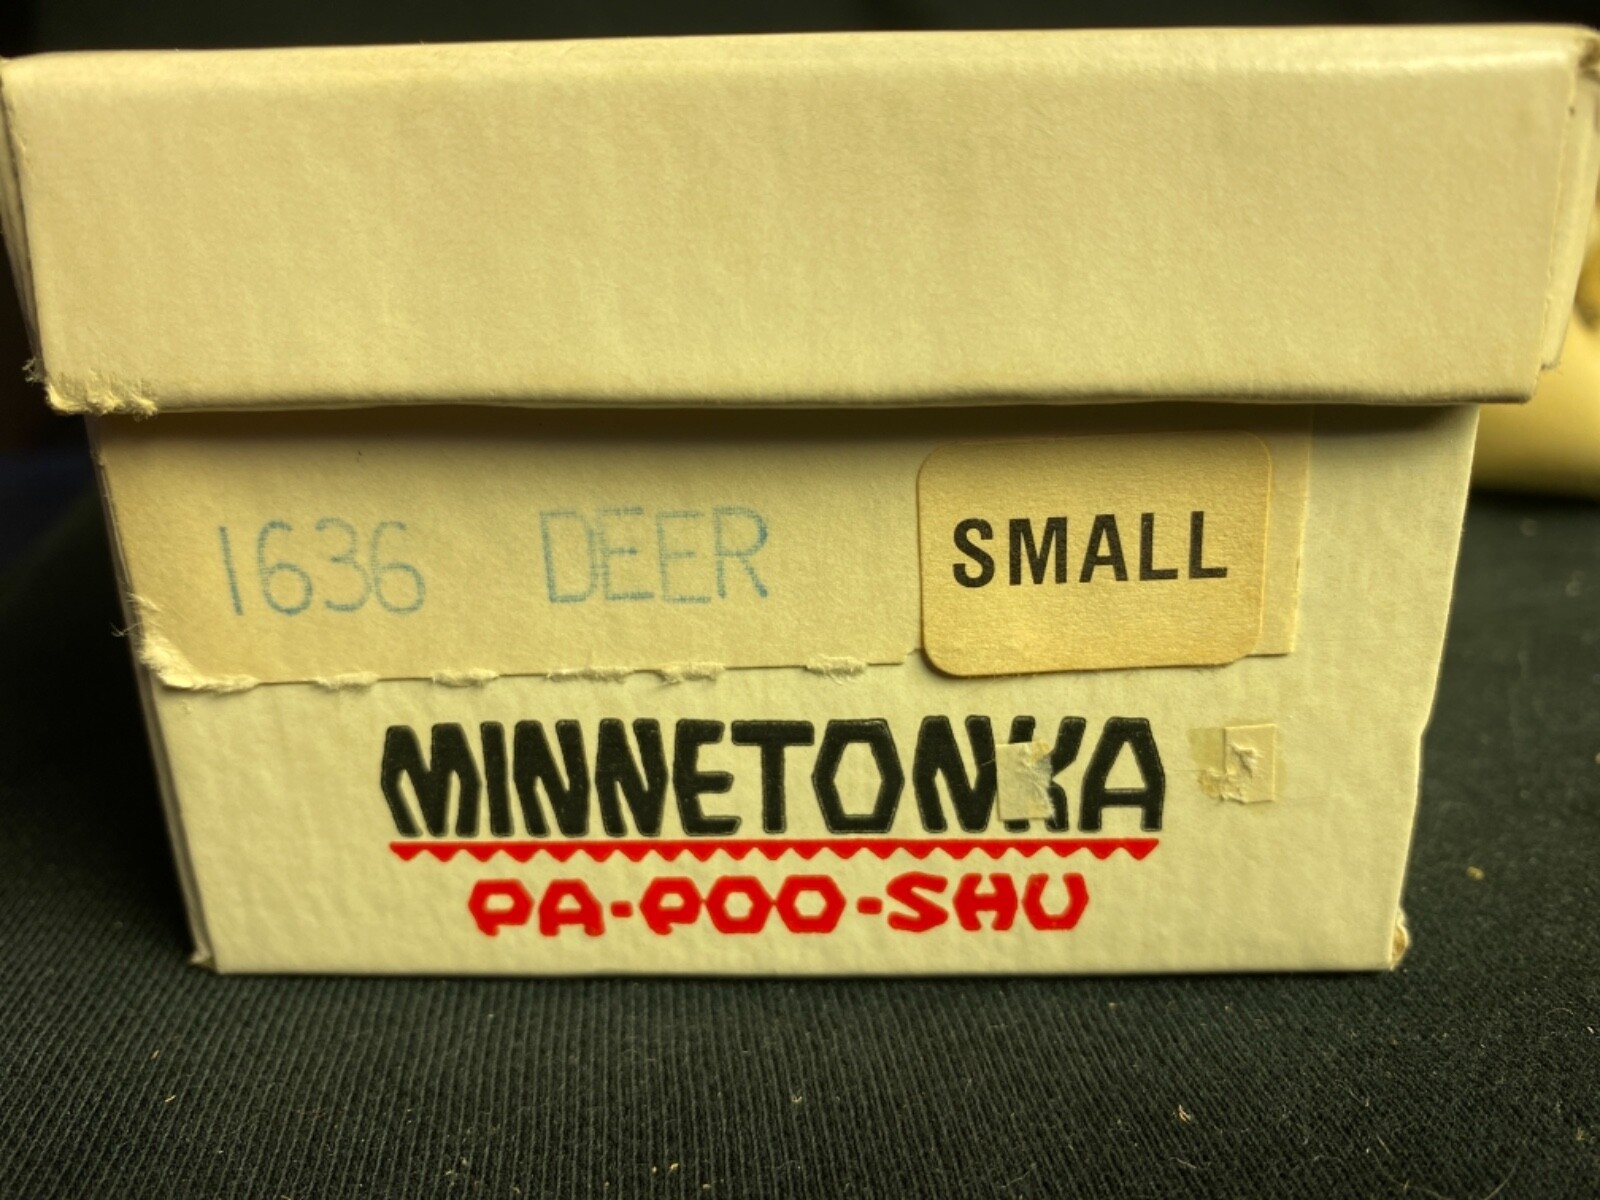 1636 DEER SMALL
MINNETONKA
PA-POO-SHU